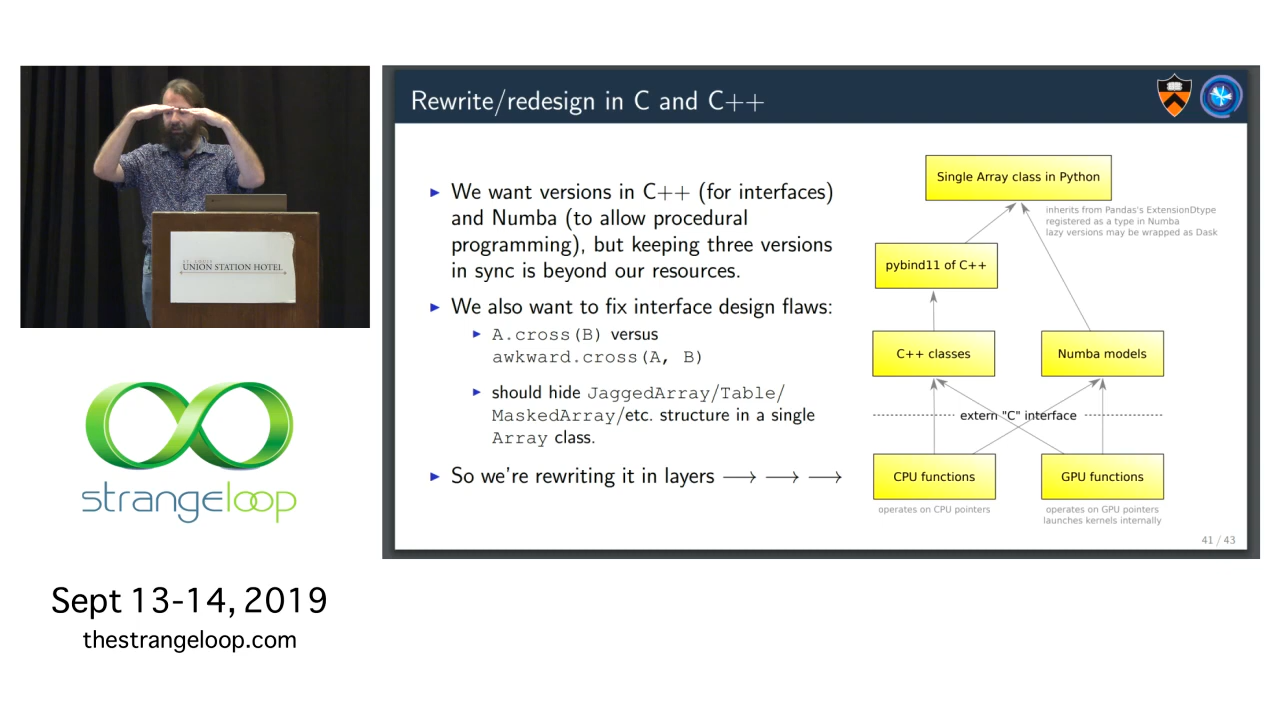 Rewrite/redesign in C and C++
▶ We want versions in C++ (for interfaces)
and Numba (to allow procedural
programming), but keeping three versions
in sync is beyond our resources.
▶ We also want to fix interface design flaws:
▶ A.cross(B) versus
awkward.cross(A, B)
▶ should hide JaggedArray/Table/
MaskedArray/etc. structure in a single
Array class.
▶ So we're rewriting it in layers ⟶ ⟶ ⟶
Single Array class in Python
inherits from Pandas's ExtensionDtype
registered as a type in Numba
lazy versions may be wrapped as Dask
pybind11 of C++
C++ classes
Numba models
extern "C" interface
CPU functions
GPU functions
operates on CPU pointers
operates on GPU pointers
launches kernels internally
41 / 43
ST. LOUIS
UNION STATION HOTEL
strangeloop
Sept 13-14, 2019
thestrangeloop.com